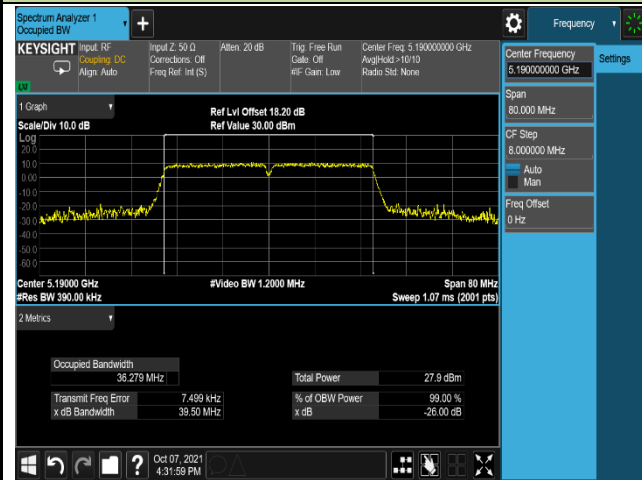 Spectrum Analyzer 1
Occupied BW
Frequency
KEYSIGHT
Input: RF
Coupling: DC
Align: Auto
Input Z: 50 Ω
Corrections: Off
Freq Ref: Int (S)
Atten: 20 dB
Trig: Free Run
Gate: Off
#IF Gain: Low
Center Freq: 5.190000000 GHz
Avg|Hold:>10/10
Radio Std: None
Center Frequency
5.190000000 GHz
Settings
Span
80.000 MHz
CF Step
8.000000 MHz
Auto
Man
Freq Offset
0 Hz
1 Graph
Scale/Div 10.0 dB
Ref Lvl Offset 18.20 dB
Ref Value 30.00 dBm
Log
20.0
10.0
0.00
-10.0
-20.0
-30.0
-40.0
-50.0
-60.0
Center 5.19000 GHz
#Res BW 390.00 kHz
#Video BW 1.2000 MHz
Span 80 MHz
Sweep 1.07 ms (2001 pts)
2 Metrics
Occupied Bandwidth
36.279 MHz
Total Power 27.9 dBm
Transmit Freq Error 7.499 kHz
% of OBW Power 99.00 %
x dB Bandwidth 39.50 MHz
x dB -26.00 dB
Oct 07, 2021
4:31:59 PM